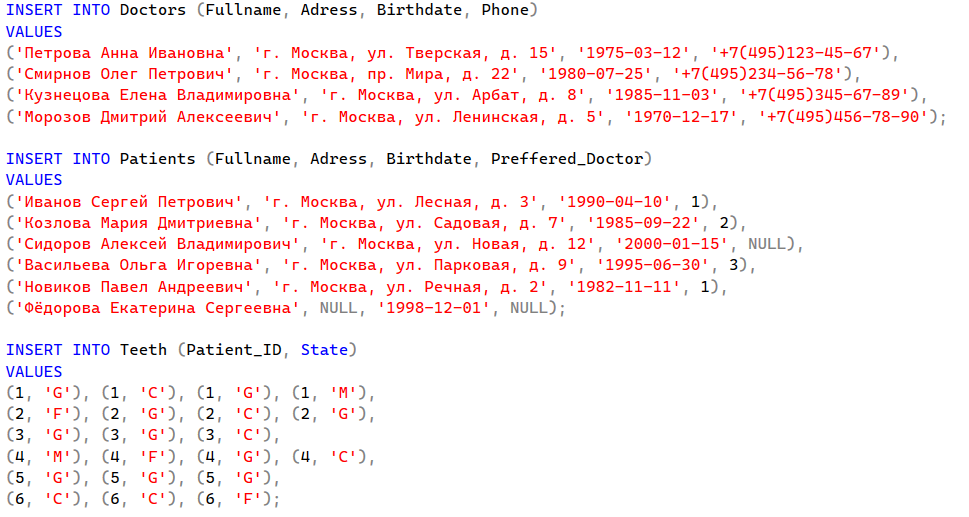 INSERT INTO Doctors (Fullname, Adress, Birthdate, Phone)
VALUES
('Петрова Анна Ивановна', 'г. Москва, ул. Тверская, д. 15', '1975-03-12', '+7(495)123-45-67'),
('Смирнов Олег Петрович', 'г. Москва, пр. Мира, д. 22', '1980-07-25', '+7(495)234-56-78'),
('Кузнецова Елена Владимировна', 'г. Москва, ул. Арбат, д. 8', '1985-11-03', '+7(495)345-67-89'),
('Морозов Дмитрий Алексеевич', 'г. Москва, ул. Ленинская, д. 5', '1970-12-17', '+7(495)456-78-90');
INSERT INTO Patients (Fullname, Adress, Birthdate, Preffered_Doctor)
VALUES
('Иванов Сергей Петрович', 'г. Москва, ул. Лесная, д. 3', '1990-04-10', 1),
('Козлова Мария Дмитриевна', 'г. Москва, ул. Садовая, д. 7', '1985-09-22', 2),
('Сидоров Алексей Владимирович', 'г. Москва, ул. Новая, д. 12', '2000-01-15', NULL),
('Васильева Ольга Игоревна', 'г. Москва, ул. Парковая, д. 9', '1995-06-30', 3),
('Новиков Павел Андреевич', 'г. Москва, ул. Речная, д. 2', '1982-11-11', 1),
('Фёдорова Екатерина Сергеевна', NULL, '1998-12-01', NULL);
INSERT INTO Teeth (Patient_ID, State)
VALUES
(1, 'G'), (1, 'C'), (1, 'G'), (1, 'M'),
(2, 'F'), (2, 'G'), (2, 'C'), (2, 'G'),
(3, 'G'), (3, 'G'), (3, 'C'),
(4, 'M'), (4, 'F'), (4, 'G'), (4, 'C'),
(5, 'G'), (5, 'G'), (5, 'G'),
(6, 'C'), (6, 'C'), (6, 'F');